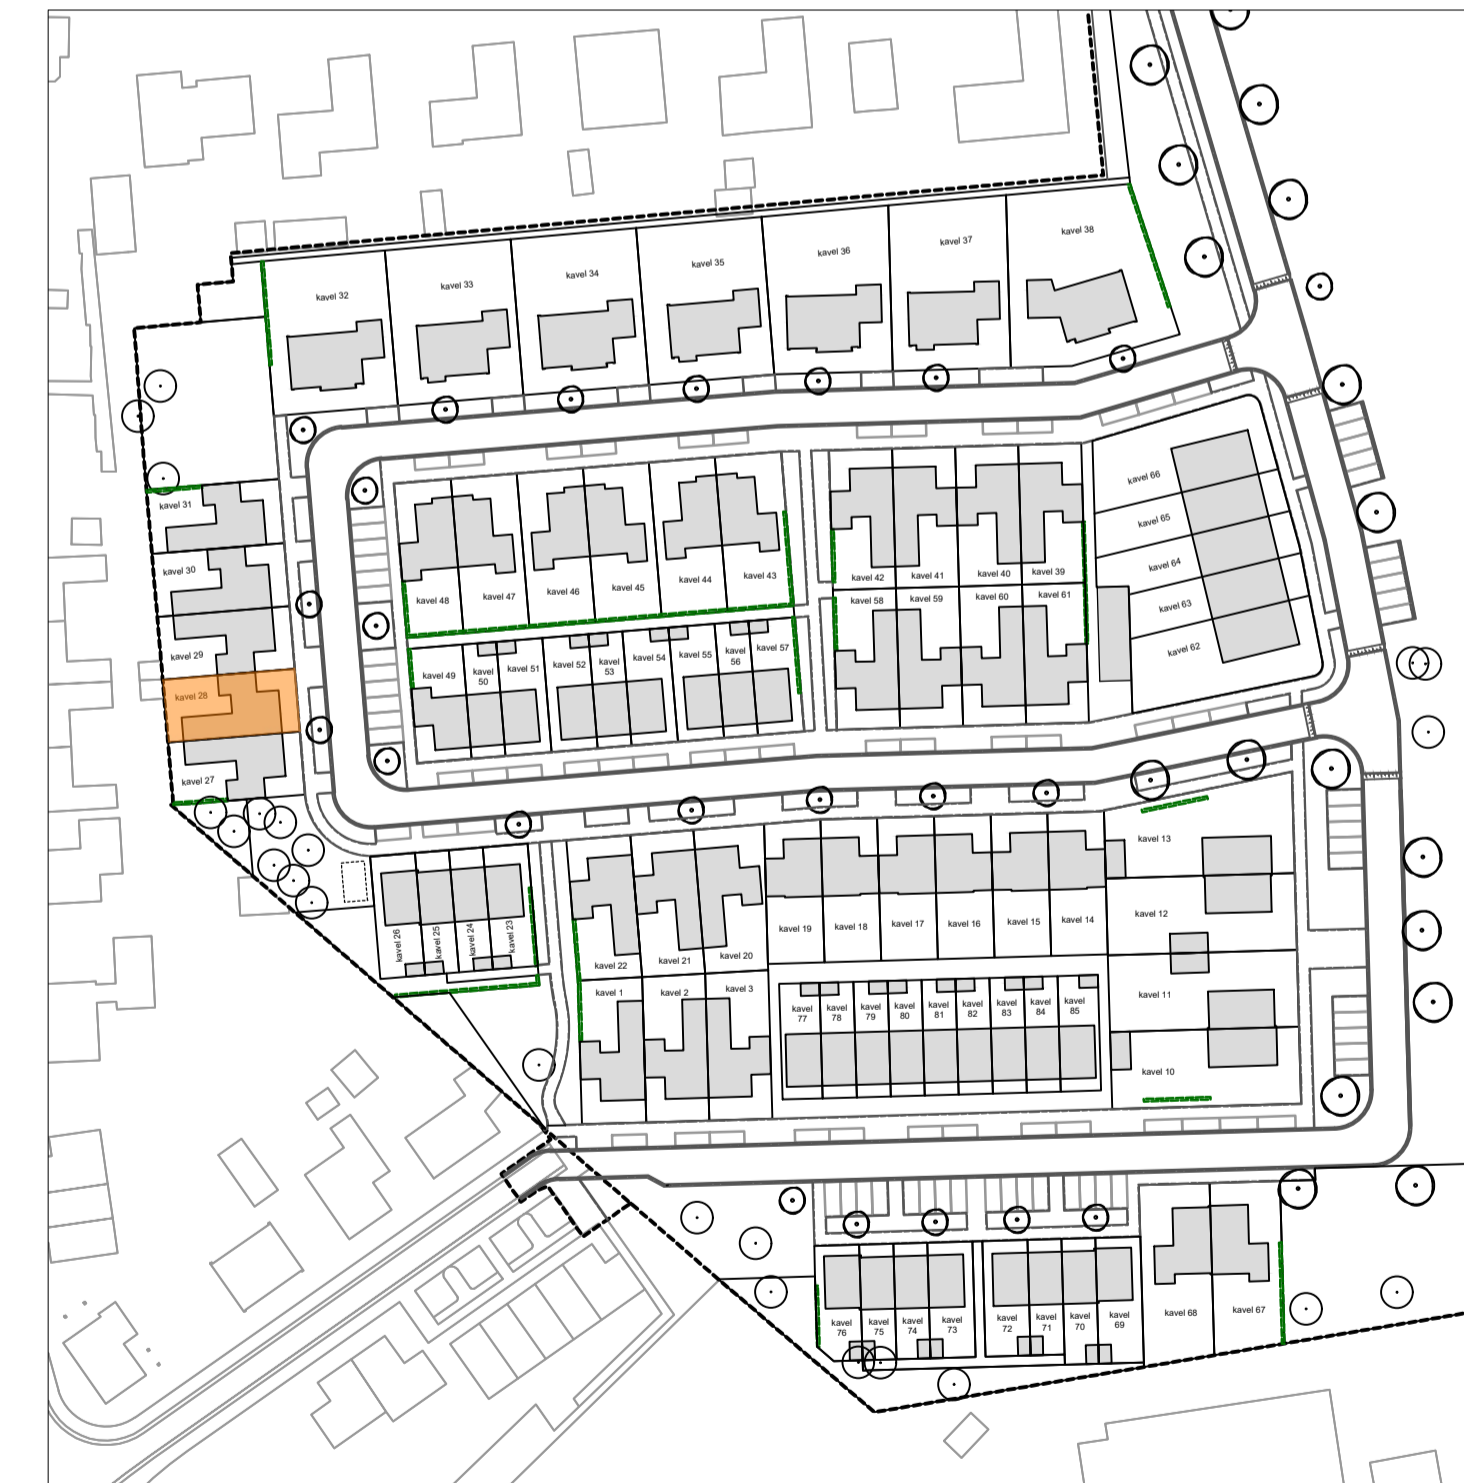 kavel 38
kavel 37
kavel 36
kavel 35
kavel 34
kavel 33
kavel 32
kavel 31
kavel 30
kavel 29
kavel 28
kavel 27
kavel 48
kavel 47
kavel 46
kavel 45
kavel 44
kavel 43
kavel 42
kavel 41
kavel 40
kavel 39
kavel 66
kavel 65
kavel 64
kavel 63
kavel 62
kavel 49
kavel
50
kavel 51
kavel 52
kavel
53
kavel 54
kavel 55
kavel
56
kavel 57
kavel 58
kavel 59
kavel 60
kavel 61
kavel 26
kavel 25
kavel 24
kavel 23
kavel 22
kavel 21
kavel 20
kavel 19
kavel 18
kavel 17
kavel 16
kavel 15
kavel 14
kavel 13
kavel 12
kavel 11
kavel 10
kavel 1
kavel 2
kavel 3
kavel
77
kavel
78
kavel
79
kavel
80
kavel
81
kavel
82
kavel
83
kavel
84
kavel
85
kavel
76
kavel
75
kavel
74
kavel
73
kavel
72
kavel
71
kavel
70
kavel
69
kavel 68
kavel 67